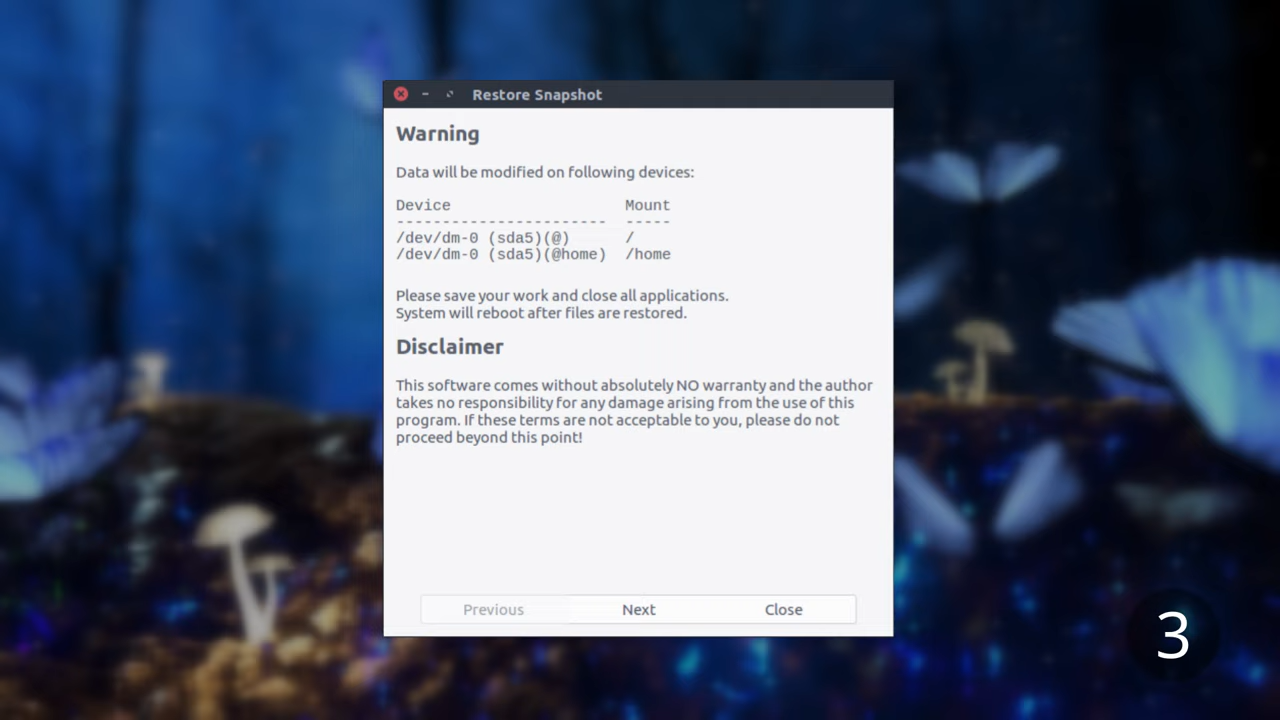 Restore Snapshot
Warning
Data will be modified on following devices:
Device Mount
----------------------- -----
/dev/dm-0 (sda5)(@) /
/dev/dm-0 (sda5)(@home) /home
Please save your work and close all applications.
System will reboot after files are restored.
Disclaimer
This software comes without absolutely NO warranty and the author
takes no responsibility for any damage arising from the use of this
program. If these terms are not acceptable to you, please do not
proceed beyond this point!
Previous Next Close
3